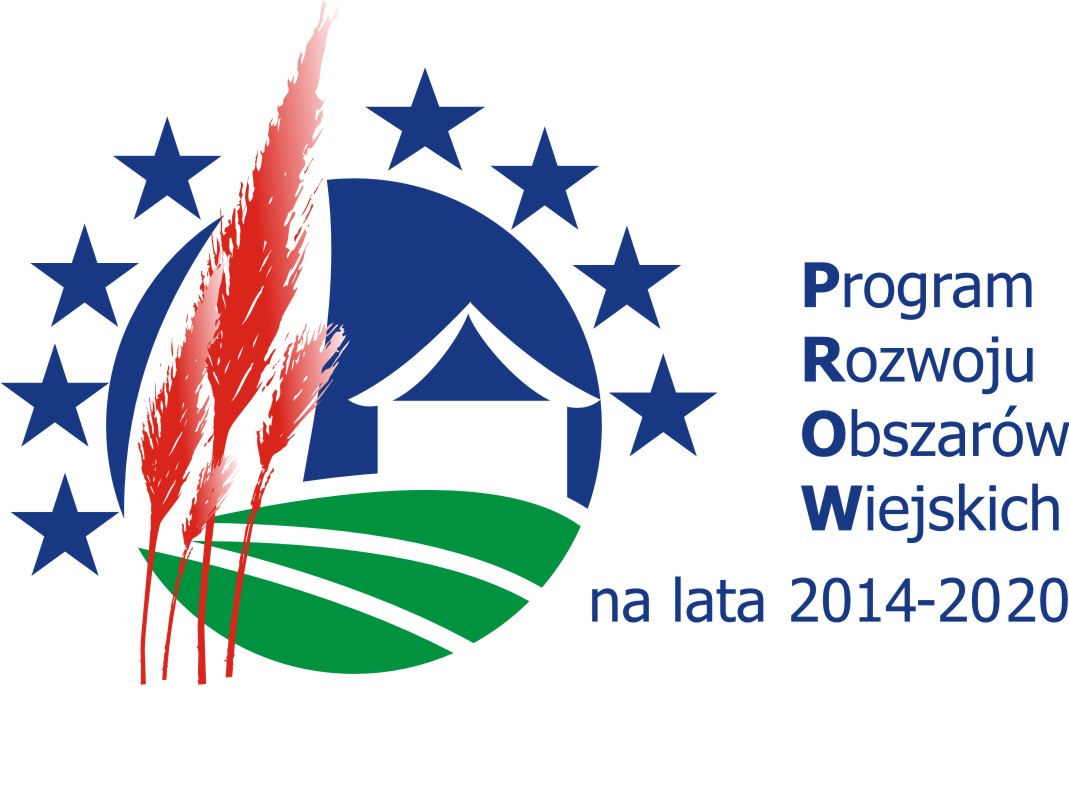 Program
Rozwoju
Obszarów
Wiejskich
na lata 2014-2020